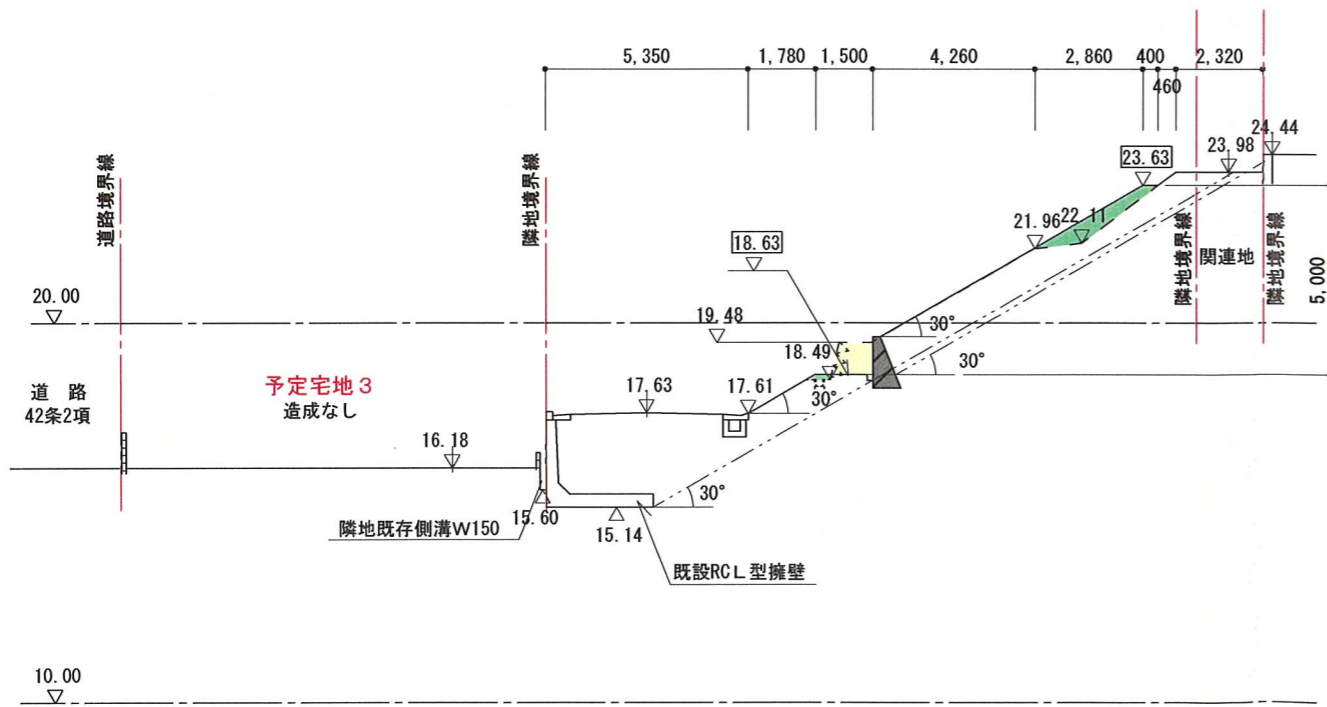 5,350
1,780
1,500
4,260
2,860
400
460
2,320
24.44
23.98
23.63
道路境界線
隣地境界線
22.11
21.96
18.63
隣地境界線
関連地
隣地境界線
5,000
20.00
19.48
30°
30°
18.49
予定宅地3
造成なし
道 路
42条2項
17.63
17.61
30°
16.18
30°
15.60
15.14
隣地既存側溝W150
既設RCL型擁壁
10.00